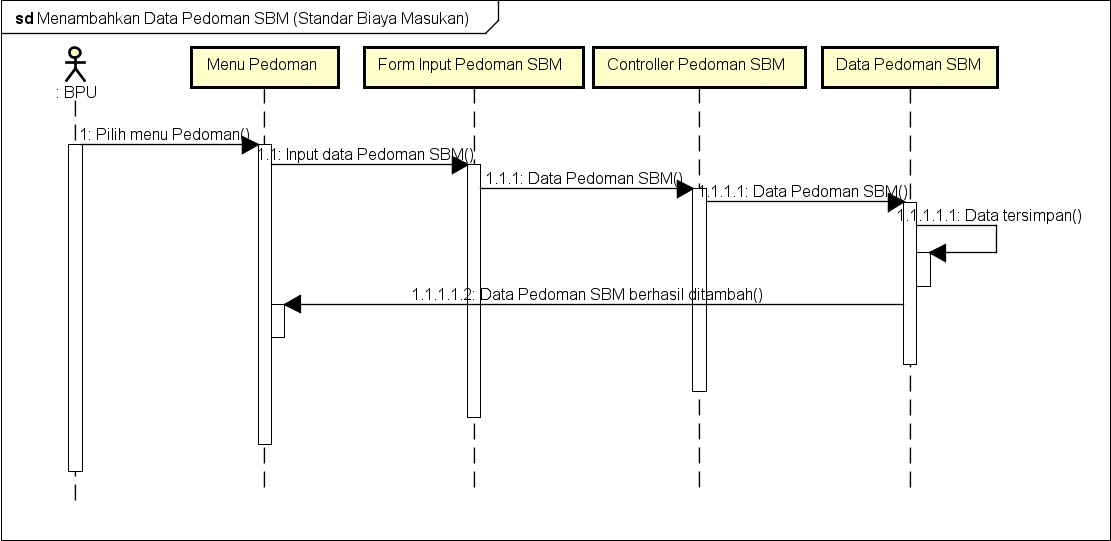 sd Menambahkan Data Pedoman SBM (Standar Biaya Masukan)
Menu Pedoman
Form Input Pedoman SBM
Controller Pedoman SBM
Data Pedoman SBM
: BPU
1: Pilih menu Pedoman()
1.1: Input data Pedoman SBM()
1.1.1: Data Pedoman SBM()
1.1.1.1: Data Pedoman SBM()
1.1.1.1.1: Data tersimpan()
1.1.1.1.2: Data Pedoman SBM berhasil ditambah()